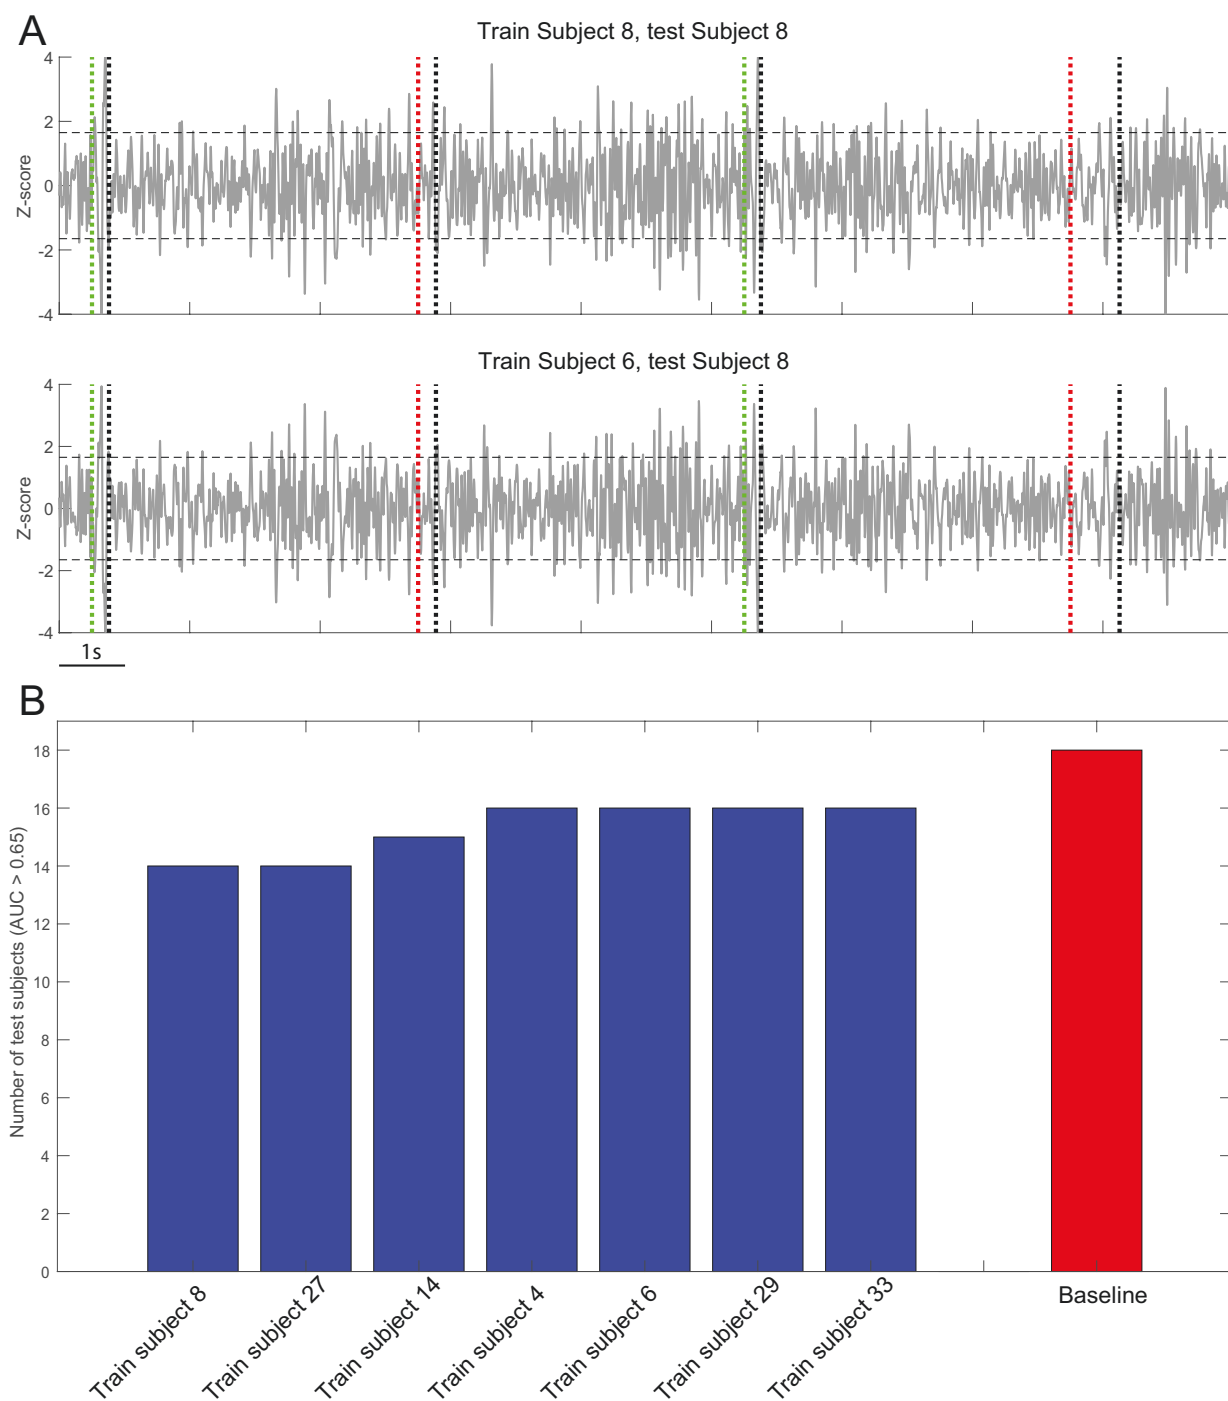 A
Train Subject 8, test Subject 8
4
2
0
-2
-4
Z-score
Train Subject 6, test Subject 8
4
2
0
-2
-4
Z-score
1s
B
18
16
14
12
10
8
6
4
2
0
Number of test subjects (AUC > 0.65)
Train subject 8
Train subject 27
Train subject 14
Train subject 4
Train subject 6
Train subject 29
Train subject 33
Baseline